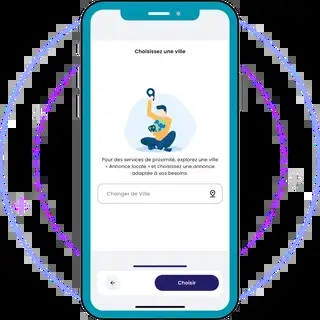 Choisissez une ville
Pour des services de proximité, explorez une ville
« Annonce locale » et choisissez une annonce
adaptée à vos besoins.
Changer de Ville
Choisir